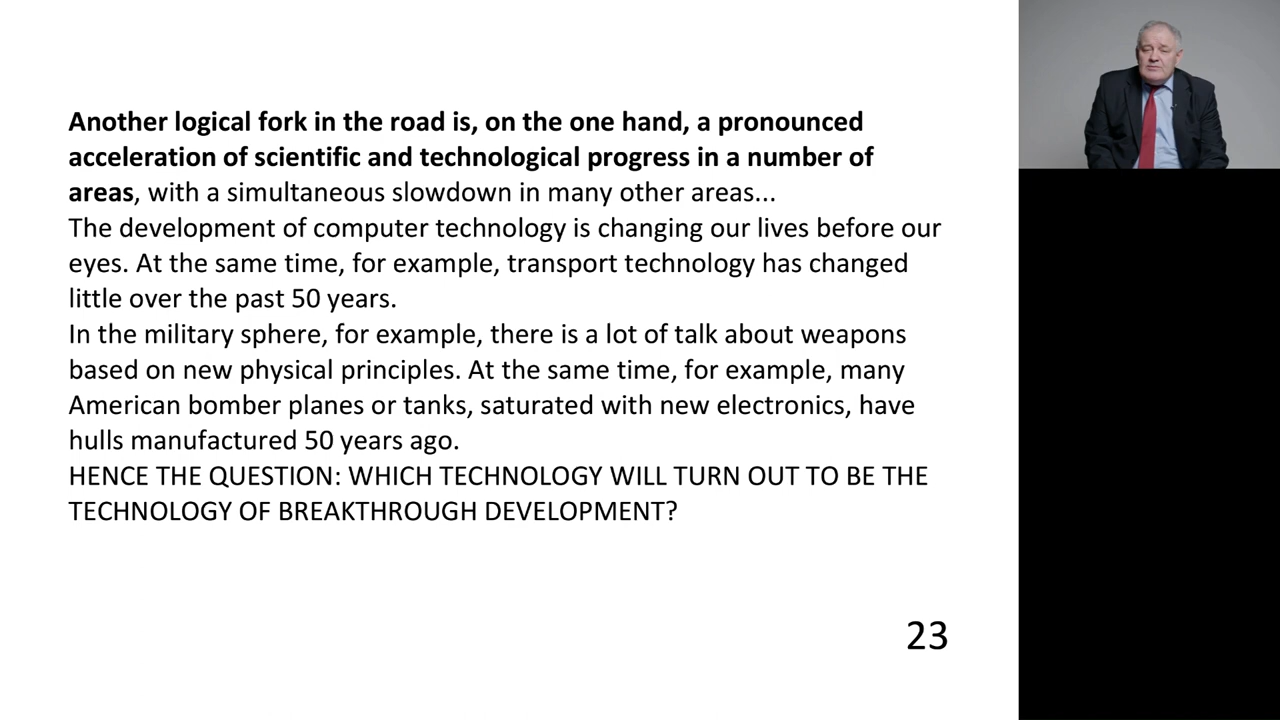 Another logical fork in the road is, on the one hand, a pronounced
acceleration of scientific and technological progress in a number of
areas, with a simultaneous slowdown in many other areas...
The development of computer technology is changing our lives before our
eyes. At the same time, for example, transport technology has changed
little over the past 50 years.
In the military sphere, for example, there is a lot of talk about weapons
based on new physical principles. At the same time, for example, many
American bomber planes or tanks, saturated with new electronics, have
hulls manufactured 50 years ago.
HENCE THE QUESTION: WHICH TECHNOLOGY WILL TURN OUT TO BE THE
TECHNOLOGY OF BREAKTHROUGH DEVELOPMENT?
23